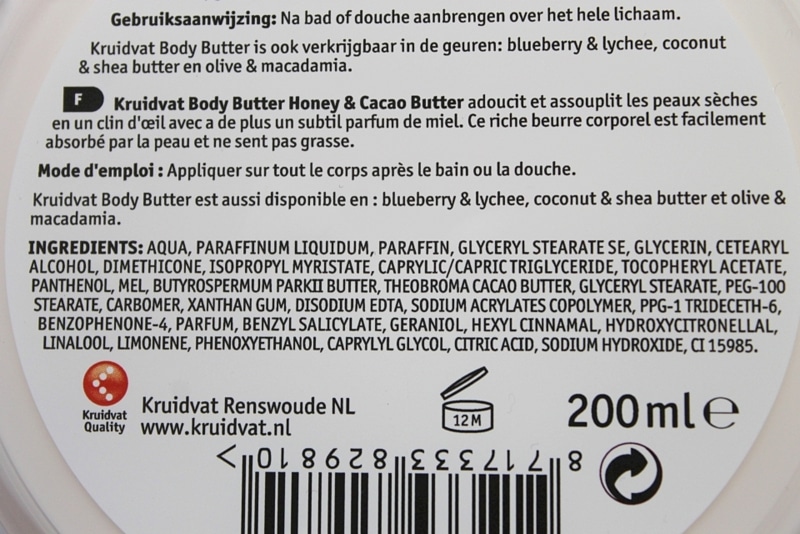 Gebruiksaanwijzing: Na bad of douche aanbrengen over het hele lichaam.
Kruidvat Body Butter is ook verkrijgbaar in de geuren: blueberry & lychee, coconut
& shea butter en olive & macadamia.
F Kruidvat Body Butter Honey & Cacao Butter adoucit et assouplit les peaux sèches
en un clin d'œil avec a de plus un subtil parfum de miel. Ce riche beurre corporel est facilement
absorbé par la peau et ne sent pas grasse.
Mode d'emploi : Appliquer sur tout le corps après le bain ou la douche.
Kruidvat Body Butter est aussi disponible en : blueberry & lychee, coconut & shea butter et olive &
macadamia.
INGREDIENTS: AQUA, PARAFFINUM LIQUIDUM, PARAFFIN, GLYCERYL STEARATE SE, GLYCERIN, CETEARYL
ALCOHOL, DIMETHICONE, ISOPROPYL MYRISTATE, CAPRYLIC/CAPRIC TRIGLYCERIDE, TOCOPHERYL ACETATE,
PANTHENOL, MEL, BUTYROSPERMUM PARKII BUTTER, THEOBROMA CACAO BUTTER, GLYCERYL STEARATE, PEG-100
STEARATE, CARBOMER, XANTHAN GUM, DISODIUM EDTA, SODIUM ACRYLATES COPOLYMER, PPG-1 TRIDECETH-6,
BENZOPHENONE-4, PARFUM, BENZYL SALICYLATE, GERANIOL, HEXYL CINNAMAL, HYDROXYCITRONELLAL,
LINALOOL, LIMONENE, PHENOXYETHANOL, CAPRYLYL GLYCOL, CITRIC ACID, SODIUM HYDROXIDE, CI 15985.
Kruidvat
Quality
Kruidvat Renswoude NL
www.kruidvat.nl
12M
200 ml ℮
8 717333 829810 >